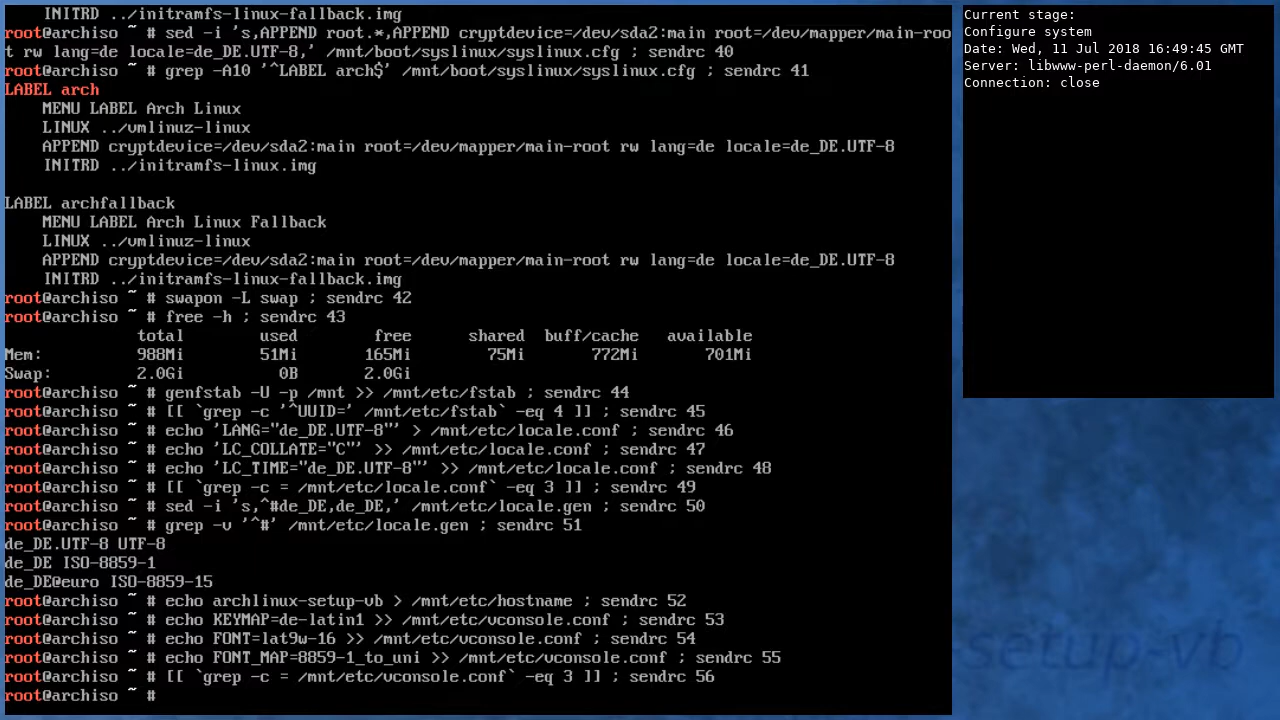 INITRD ../initramfs-linux-fallback.img
root@archiso ~ # sed -i 's,APPEND root.*,APPEND cryptdevice=/dev/sda2:main root=/dev/mapper/main-roo
t rw lang=de locale=de_DE.UTF-8,' /mnt/boot/syslinux/syslinux.cfg ; sendrc 40
root@archiso ~ # grep -A10 '^LABEL arch$' /mnt/boot/syslinux/syslinux.cfg ; sendrc 41
LABEL arch
    MENU LABEL Arch Linux
    LINUX ../vmlinuz-linux
    APPEND cryptdevice=/dev/sda2:main root=/dev/mapper/main-root rw lang=de locale=de_DE.UTF-8
    INITRD ../initramfs-linux.img

LABEL archfallback
    MENU LABEL Arch Linux Fallback
    LINUX ../vmlinuz-linux
    APPEND cryptdevice=/dev/sda2:main root=/dev/mapper/main-root rw lang=de locale=de_DE.UTF-8
    INITRD ../initramfs-linux-fallback.img
root@archiso ~ # swapon -L swap ; sendrc 42
root@archiso ~ # free -h ; sendrc 43
              total        used        free      shared  buff/cache   available
Mem:          988Mi        51Mi       165Mi        75Mi       772Mi       701Mi
Swap:         2.0Gi          0B       2.0Gi
root@archiso ~ # genfstab -U -p /mnt >> /mnt/etc/fstab ; sendrc 44
root@archiso ~ # [[ `grep -c '^UUID=' /mnt/etc/fstab` -eq 4 ]] ; sendrc 45
root@archiso ~ # echo 'LANG="de_DE.UTF-8"' > /mnt/etc/locale.conf ; sendrc 46
root@archiso ~ # echo 'LC_COLLATE="C"' >> /mnt/etc/locale.conf ; sendrc 47
root@archiso ~ # echo 'LC_TIME="de_DE.UTF-8"' >> /mnt/etc/locale.conf ; sendrc 48
root@archiso ~ # [[ `grep -c = /mnt/etc/locale.conf` -eq 3 ]] ; sendrc 49
root@archiso ~ # sed -i 's,^#de_DE,de_DE,' /mnt/etc/locale.gen ; sendrc 50
root@archiso ~ # grep -v '^#' /mnt/etc/locale.gen ; sendrc 51
de_DE.UTF-8 UTF-8
de_DE ISO-8859-1
de_DE@euro ISO-8859-15
root@archiso ~ # echo archlinux-setup-vb > /mnt/etc/hostname ; sendrc 52
root@archiso ~ # echo KEYMAP=de-latin1 >> /mnt/etc/vconsole.conf ; sendrc 53
root@archiso ~ # echo FONT=lat9w-16 >> /mnt/etc/vconsole.conf ; sendrc 54
root@archiso ~ # echo FONT_MAP=8859-1_to_uni >> /mnt/etc/vconsole.conf ; sendrc 55
root@archiso ~ # [[ `grep -c = /mnt/etc/vconsole.conf` -eq 3 ]] ; sendrc 56
root@archiso ~ #
Current stage:
Configure system
Date: Wed, 11 Jul 2018 16:49:45 GMT
Server: libwww-perl-daemon/6.01
Connection: close
-setup-vb